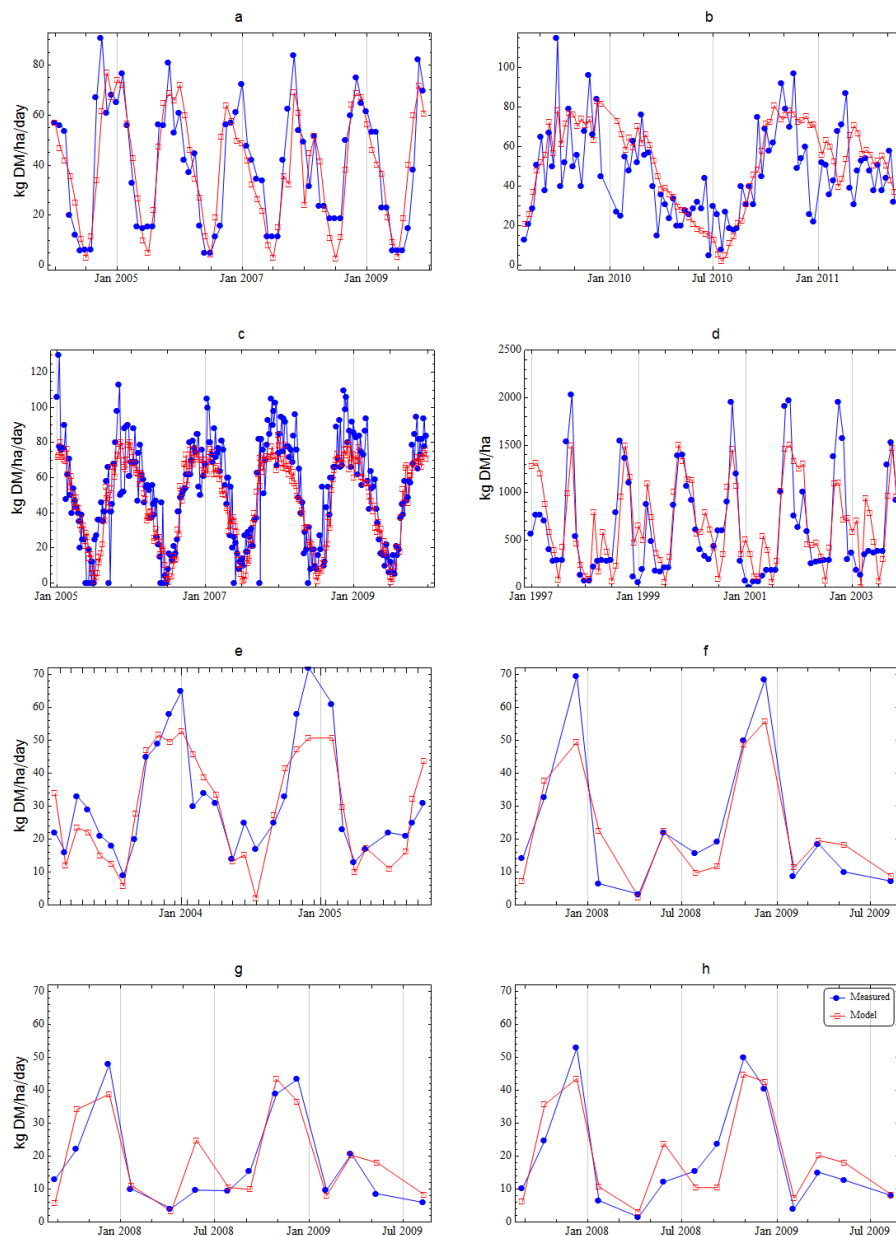 a
kg DM/ha/day
80
60
40
20
0
Jan 2005
Jan 2007
Jan 2009
b
100
80
60
40
20
0
Jan 2010
Jul 2010
Jan 2011
c
kg DM/ha/day
120
100
80
60
40
20
0
Jan 2005
Jan 2007
Jan 2009
d
kg DM/ha
2500
2000
1500
1000
500
0
Jan 1997
Jan 1999
Jan 2001
Jan 2003
e
kg DM/ha/day
70
60
50
40
30
20
10
0
Jan 2004
Jan 2005
f
70
60
50
40
30
20
10
0
Jan 2008
Jul 2008
Jan 2009
Jul 2009
g
kg DM/ha/day
70
60
50
40
30
20
10
0
Jan 2008
Jul 2008
Jan 2009
Jul 2009
h
Measured
Model
70
60
50
40
30
20
10
0
Jan 2008
Jul 2008
Jan 2009
Jul 2009